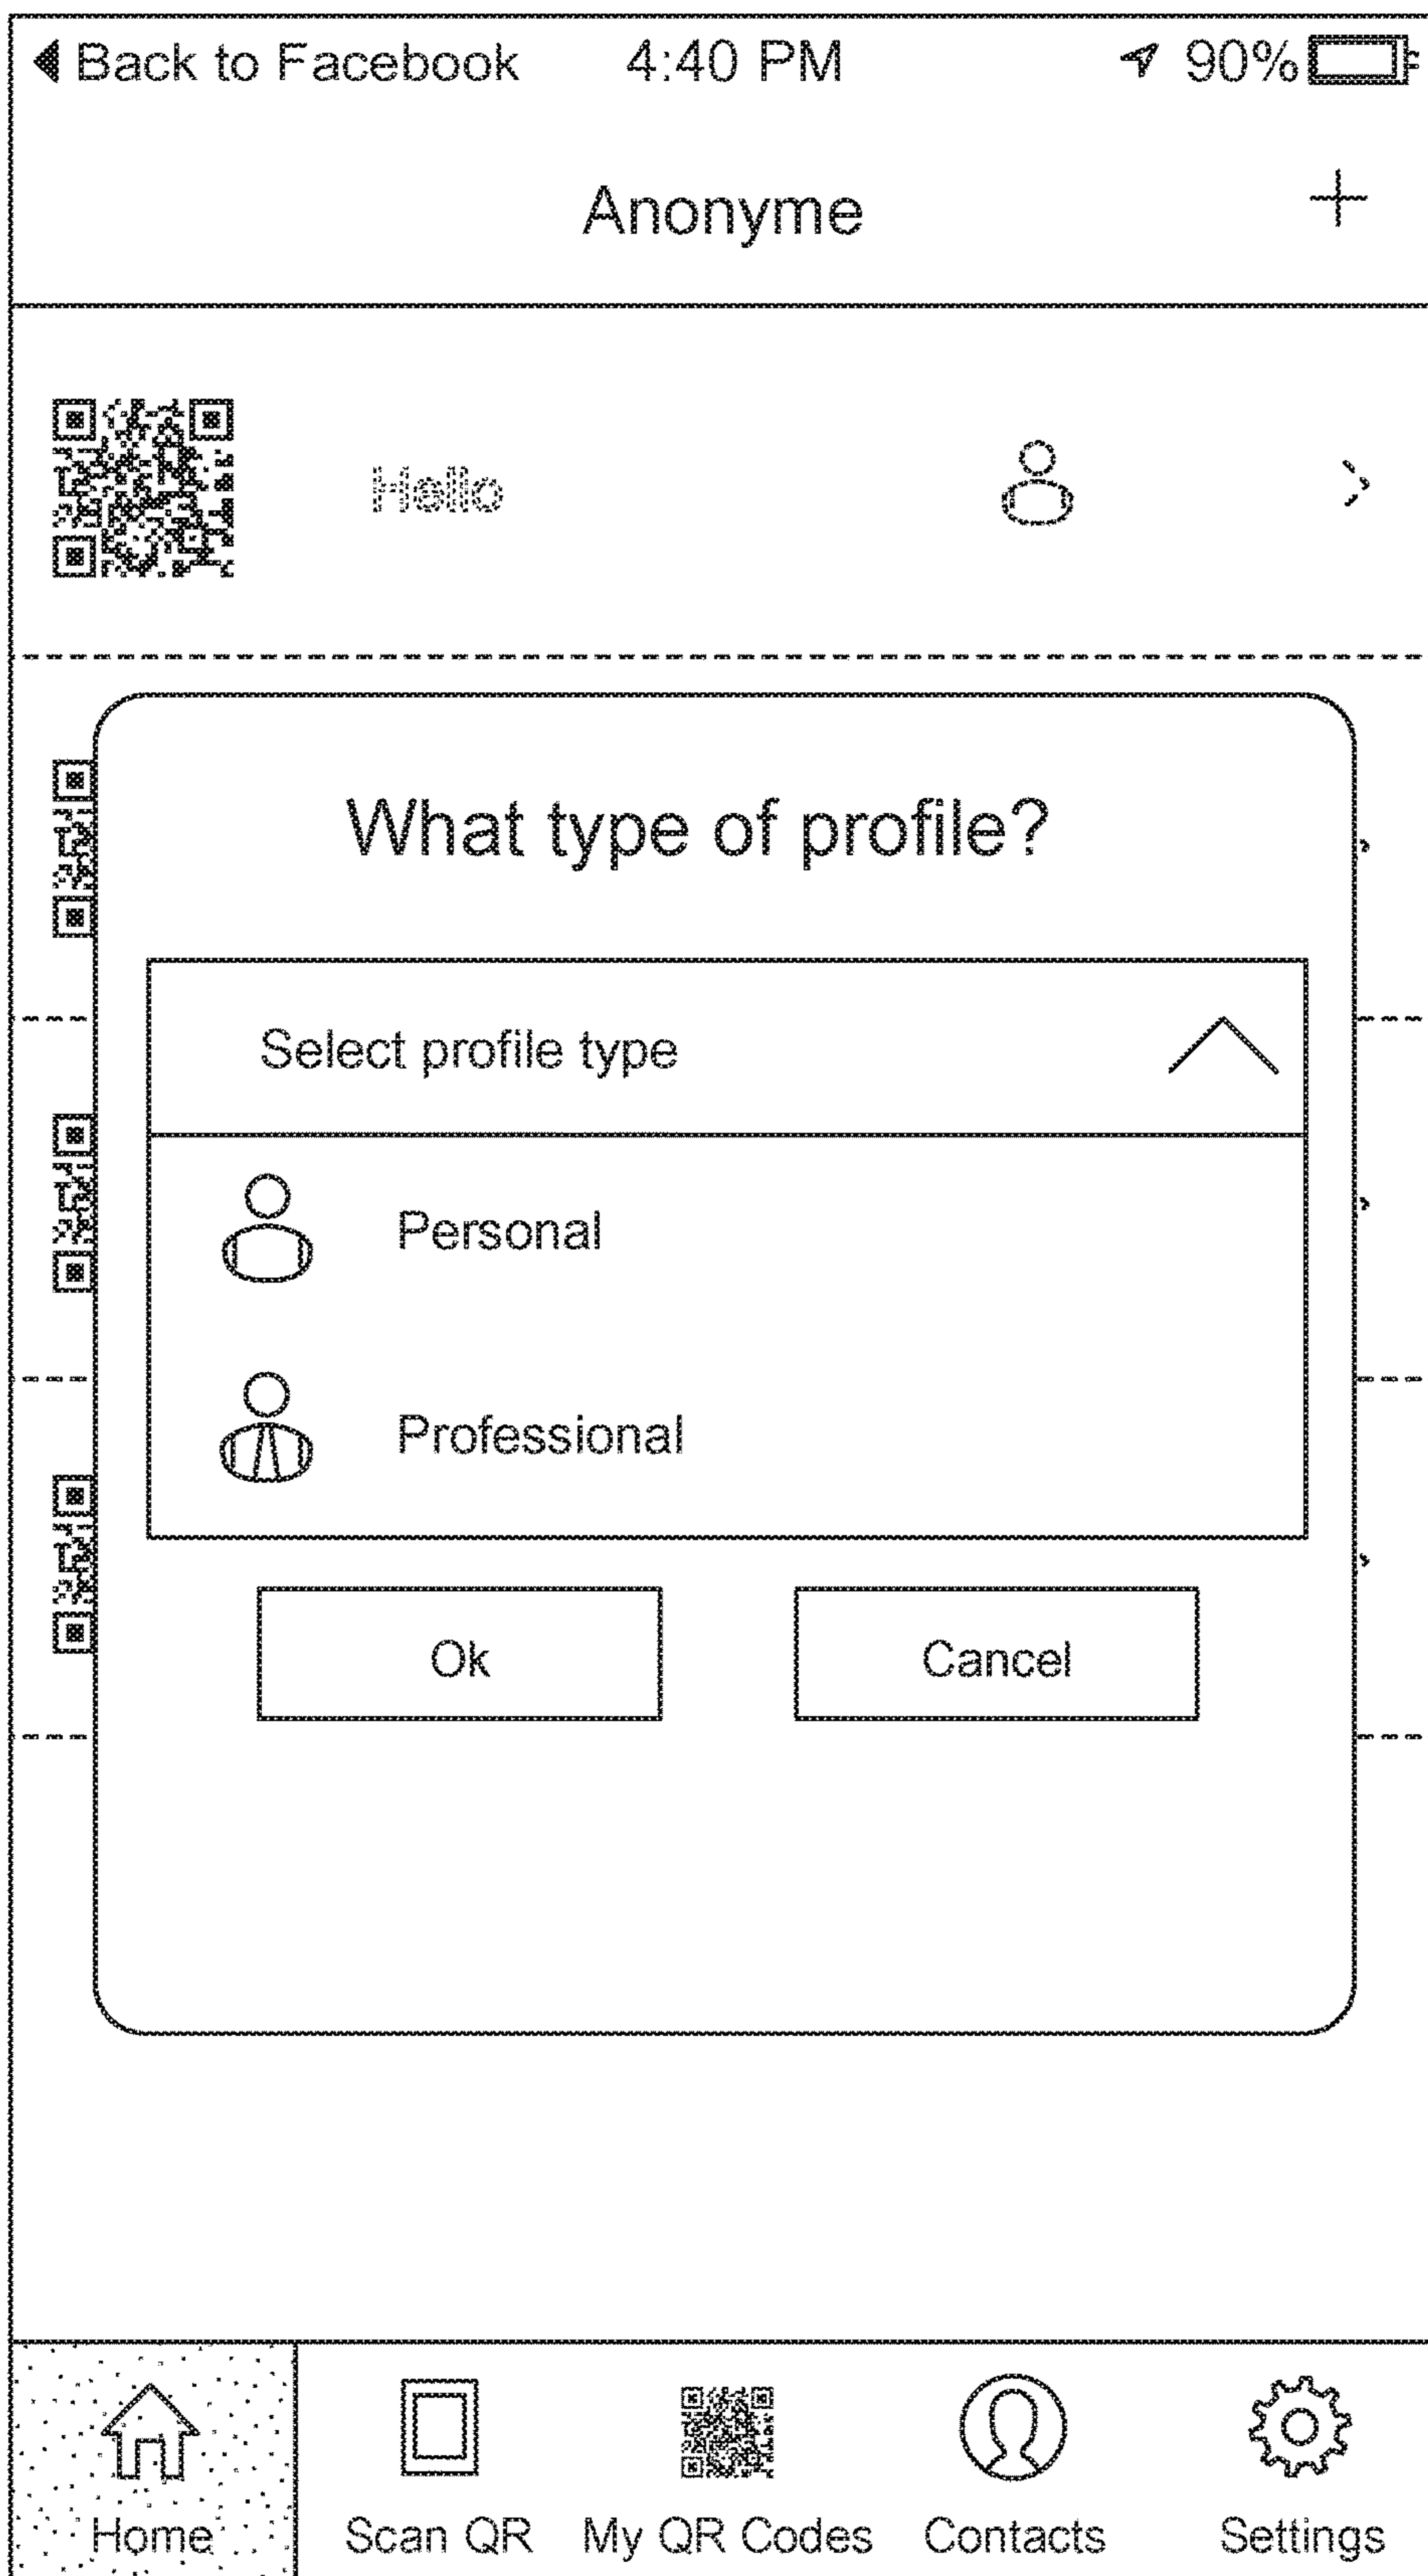 Back to Facebook 4:40 PM 90%
Anonyme
Hello
What type of profile?
Select profile type
Personal
Professional
Ok Cancel
Home Scan QR My QR Codes Contacts Settings